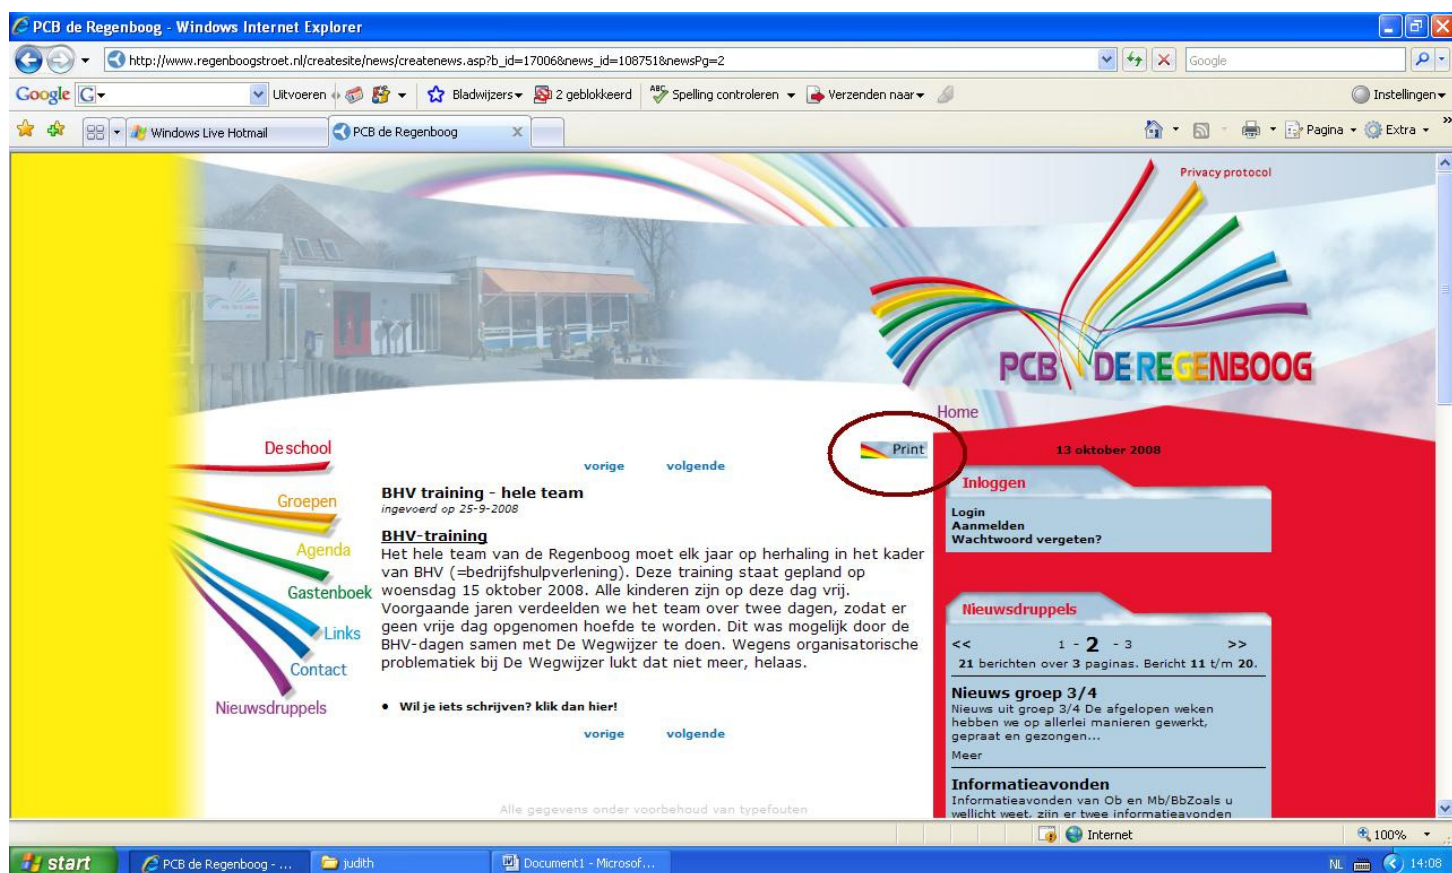 PCB de Regenboog - Windows Internet Explorer
http://www.regenboogstroet.nl/createsite/news/createnews.asp?b_id=17006&news_id=108751&newsPg=2
Google
Google G
Uitvoeren
Bladwijzers
2 geblokkeerd
ABC Spelling controleren
Verzenden naar
Instellingen
Windows Live Hotmail
PCB de Regenboog X
Pagina
Extra
»
Privacy protocol
PCB DE REGENBOOG
Home
Print
De school
Groepen
Agenda
Gastenboek
Links
Contact
Nieuwsdruppels
vorige volgende
BHV training - hele team
ingevoerd op 25-9-2008
BHV-training
Het hele team van de Regenboog moet elk jaar op herhaling in het kader
van BHV (=bedrijfshulpverlening). Deze training staat gepland op
woensdag 15 oktober 2008. Alle kinderen zijn op deze dag vrij.
Voorgaande jaren verdeelden we het team over twee dagen, zodat er
geen vrije dag opgenomen hoefde te worden. Dit was mogelijk door de
BHV-dagen samen met De Wegwijzer te doen. Wegens organisatorische
problematiek bij De Wegwijzer lukt dat niet meer, helaas.
• Wil je iets schrijven? klik dan hier!
vorige volgende
Alle gegevens onder voorbehoud van typefouten
13 oktober 2008
Inloggen
Login
Aanmelden
Wachtwoord vergeten?
Nieuwsdruppels
<< 1 - 2 - 3 >>
21 berichten over 3 paginas. Bericht 11 t/m 20.
Nieuws groep 3/4
Nieuws uit groep 3/4 De afgelopen weken
hebben we op allerlei manieren gewerkt,
gepraat en gezongen...
Meer
Informatieavonden
Informatieavonden van Ob en Mb/BbZoals u
wellicht weet, zijn er twee informatieavonden
Internet
100%
start
PCB de Regenboog - ...
judith
Document1 - Microsof...
NL
14:08